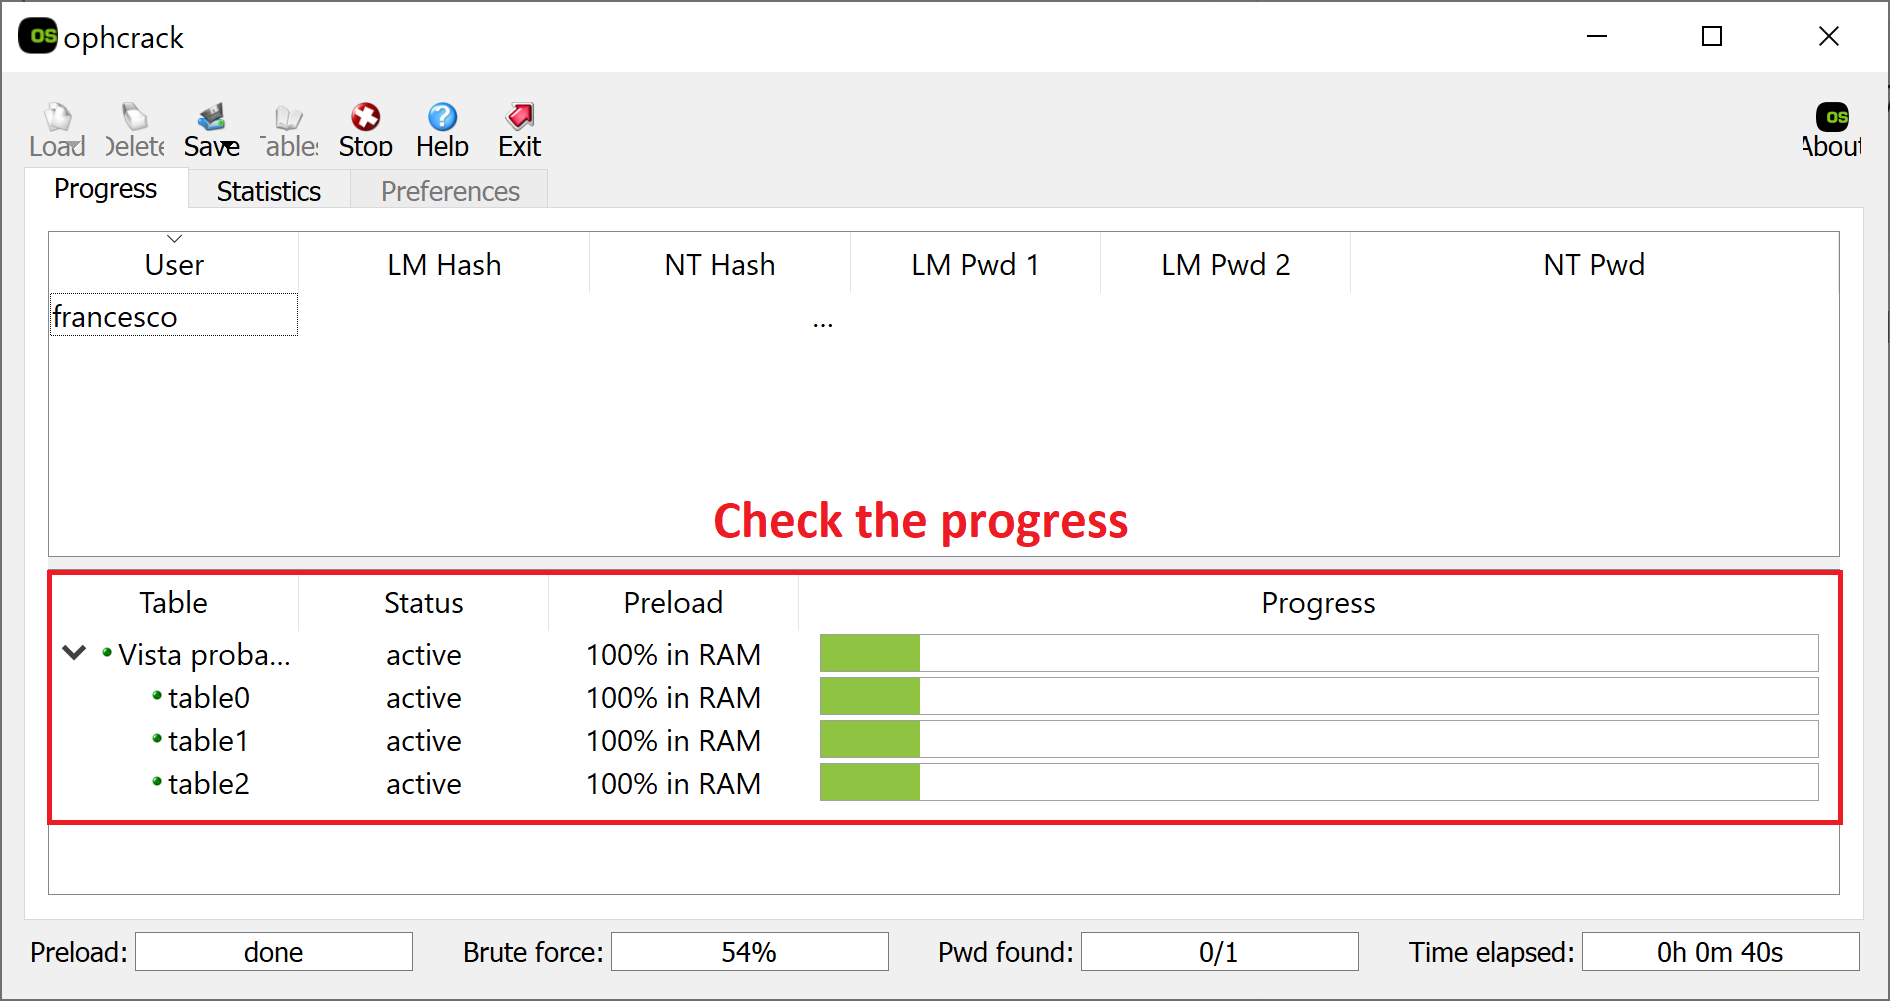 OS ophcrack
Load Delete Save Tables Stop Help Exit OS About
Progress Statistics Preferences
User LM Hash NT Hash LM Pwd 1 LM Pwd 2 NT Pwd
francesco ...
Check the progress
Table Status Preload Progress
Vista proba... active 100% in RAM
table0 active 100% in RAM
table1 active 100% in RAM
table2 active 100% in RAM
Preload: done Brute force: 54% Pwd found: 0/1 Time elapsed: 0h 0m 40s